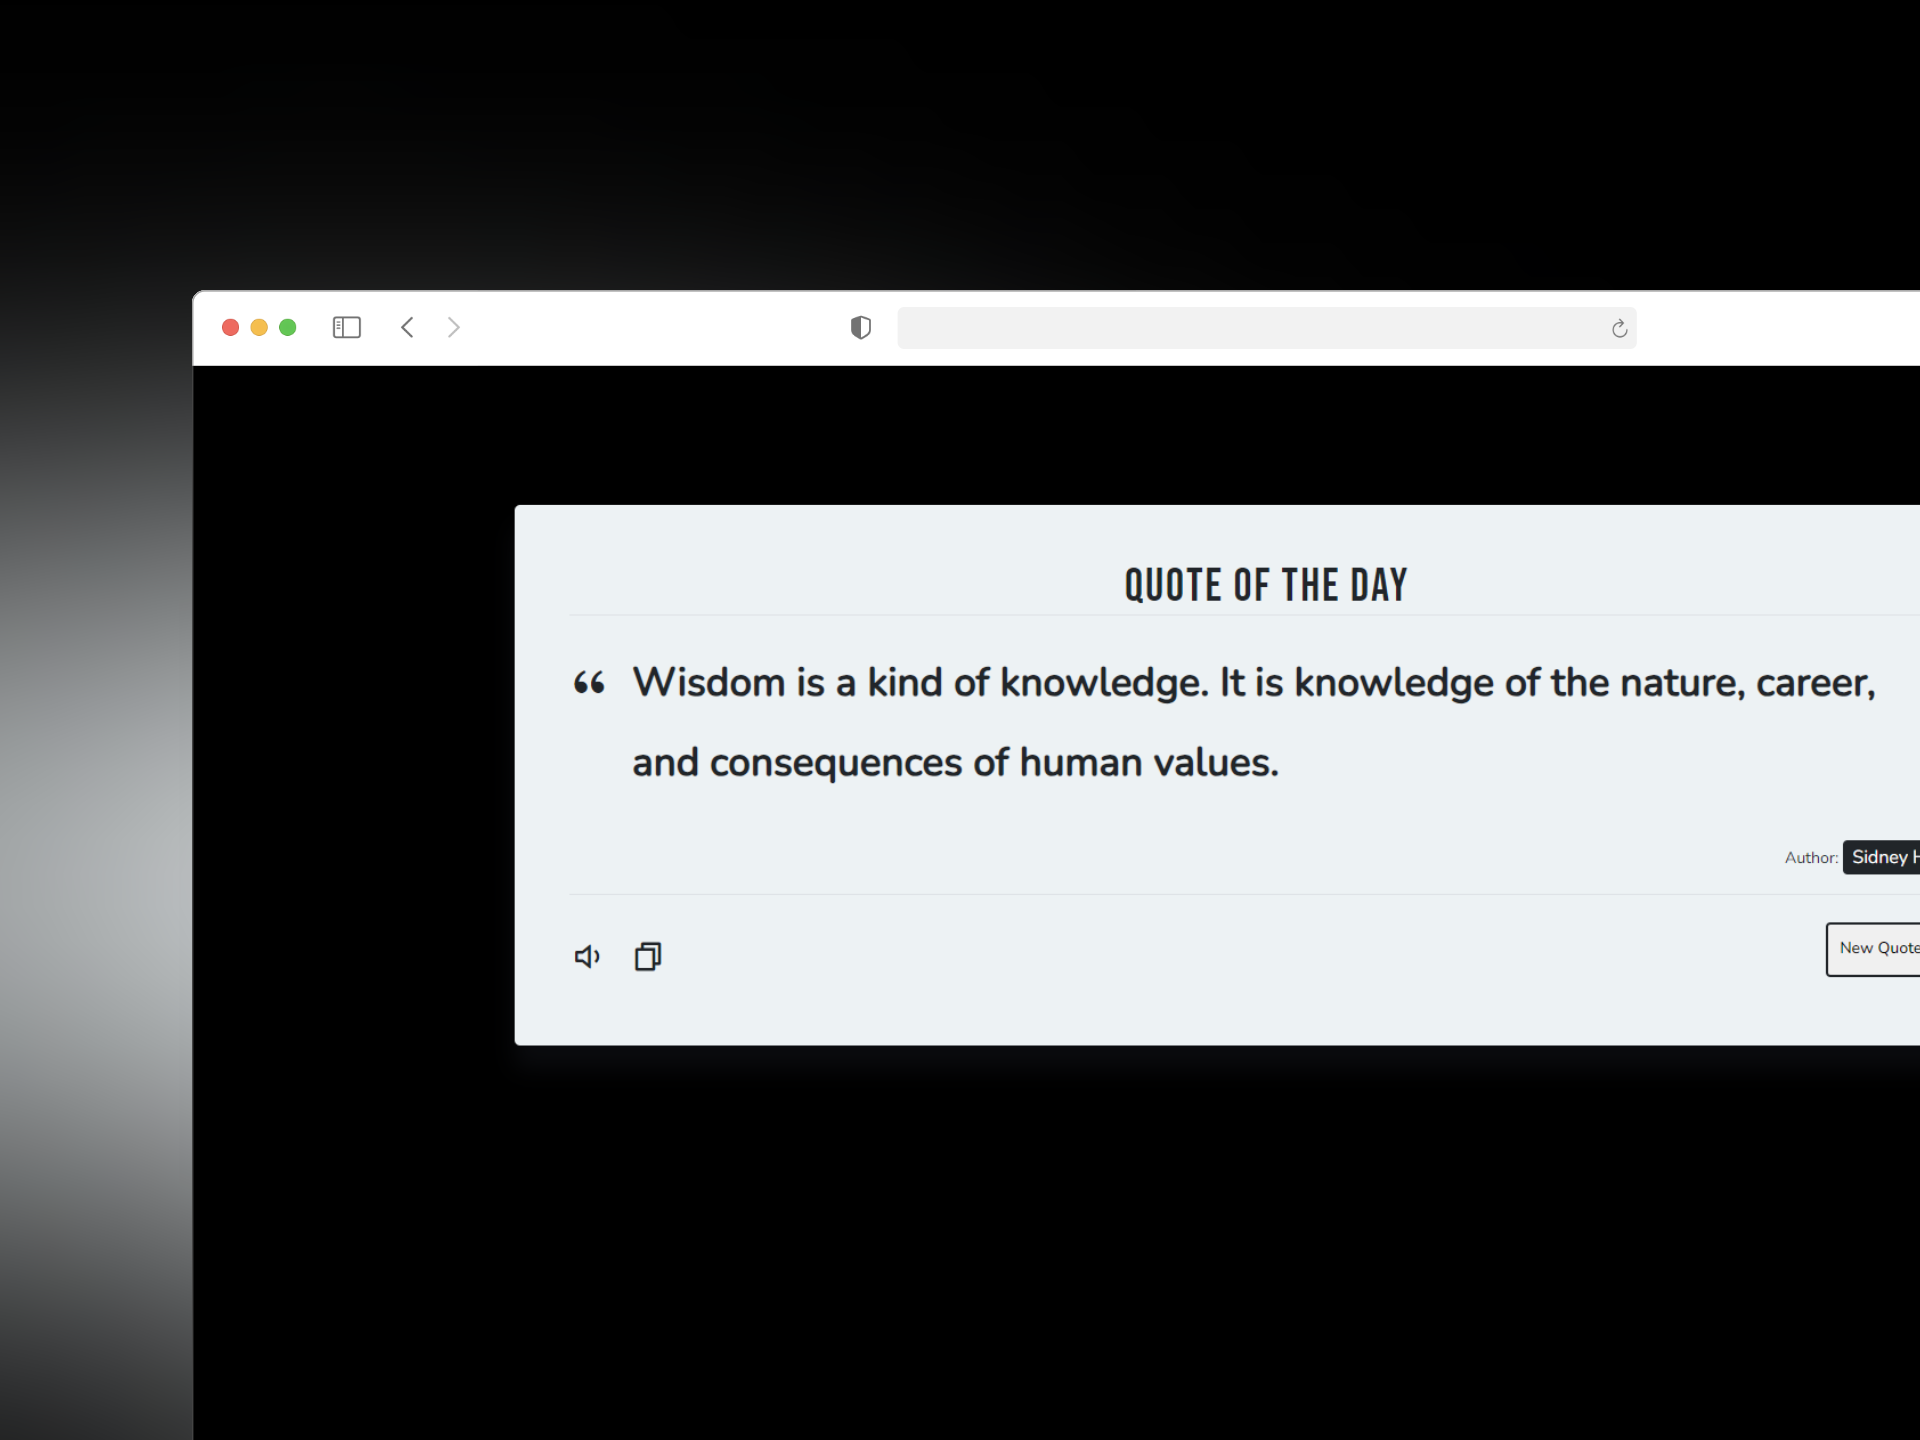 QUOTE OF THE DAY
“ Wisdom is a kind of knowledge. It is knowledge of the nature, career,
and consequences of human values.
Author: Sidney H
New Quote